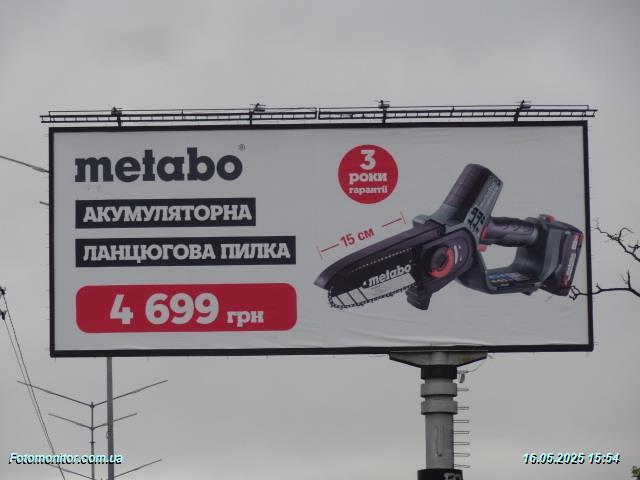 metabo®
АКУМУЛЯТОРНА
ЛАНЦЮГОВА ПИЛКА
4 699 грн
3
роки
гарантії
15 см
metabo
Fotomonitor.com.ua
16.05.2025 15:54